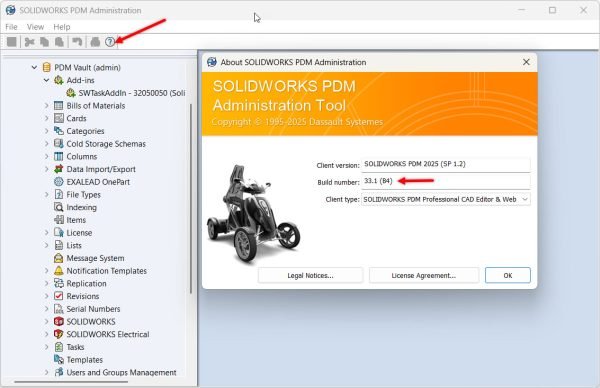 SOLIDWORKS PDM Administration
File View Help
PDM Vault (admin)
Add-ins
SWTaskAddIn - 32050050 (Soli
Bills of Materials
Cards
Categories
Cold Storage Schemas
Columns
Data Import/Export
EXALEAD OnePart
File Types
Indexing
Items
License
Lists
Message System
Notification Templates
Replication
Revisions
Serial Numbers
SOLIDWORKS
SOLIDWORKS Electrical
Tasks
Templates
Users and Groups Management
About SOLIDWORKS PDM Administration
SOLIDWORKS PDM
Administration Tool
Copyright © 1995-2025 Dassault Systemes
Client version: SOLIDWORKS PDM 2025 (SP 1.2)
Build number: 33.1 (B4)
Client type: SOLIDWORKS PDM Professional CAD Editor & Web
Legal Notices... License Agreement... OK